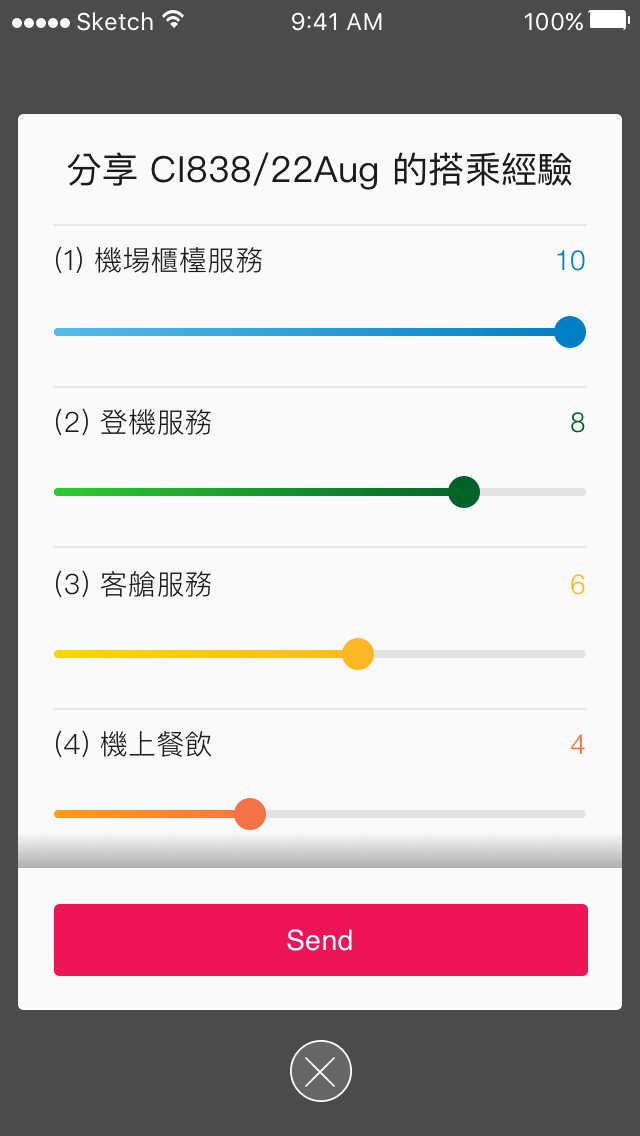 Sketch 9:41 AM 100%
分享 CI838/22Aug 的搭乘經驗
(1) 機場櫃檯服務 10
(2) 登機服務 8
(3) 客艙服務 6
(4) 機上餐飲 4
Send